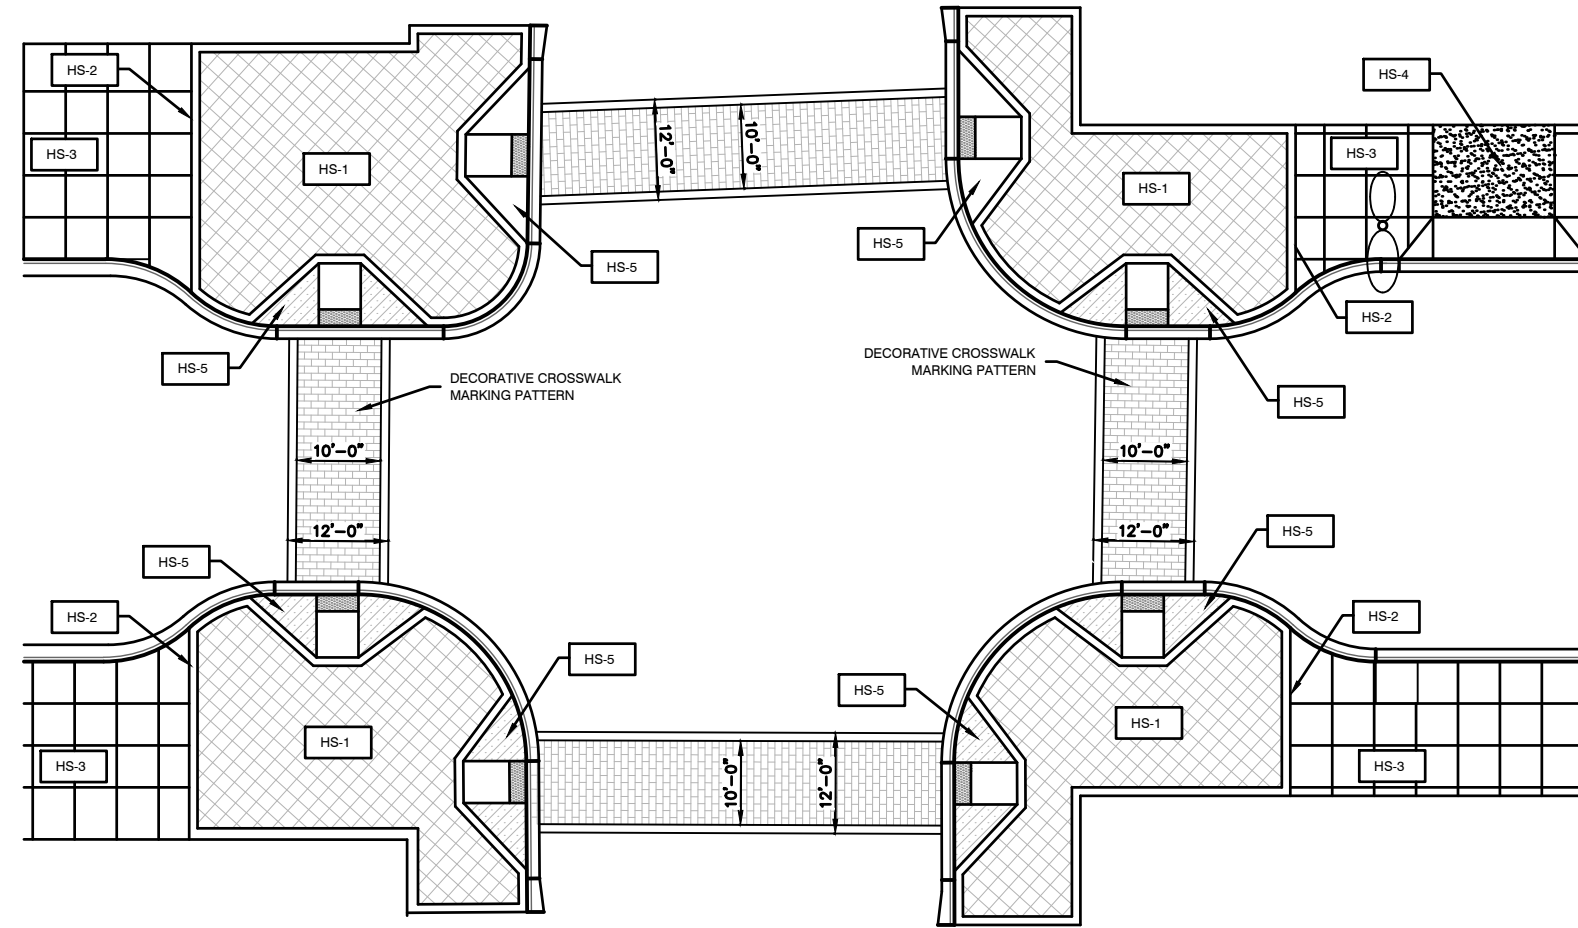 HS-2
HS-4
HS-3
HS-1
12'-0"
10'-0"
HS-3
HS-1
HS-5
HS-5
HS-2
HS-5
DECORATIVE CROSSWALK
MARKING PATTERN
DECORATIVE CROSSWALK
MARKING PATTERN
HS-5
10'-0"
10'-0"
12'-0"
12'-0"
HS-5
HS-5
HS-2
HS-2
HS-5
HS-5
HS-1
HS-1
HS-3
10'-0"
12'-0"
HS-3